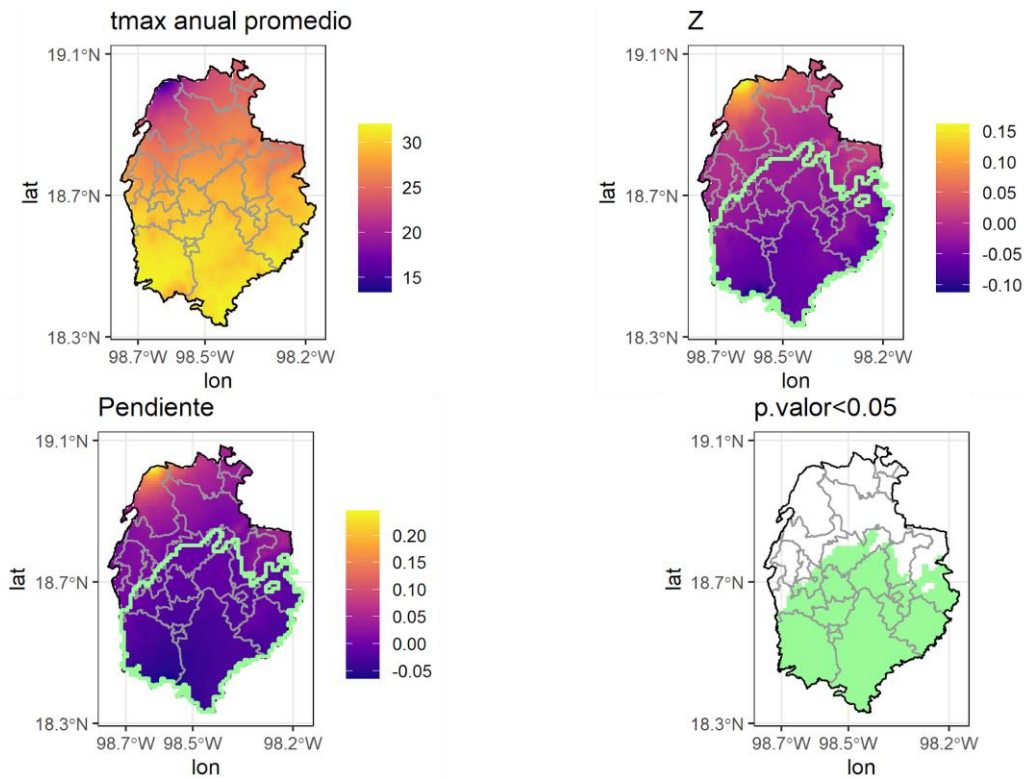 tmax anual promedio
19.1°N
18.7°N
18.3°N
lat
98.7°W 98.5°W 98.2°W
lon
30
25
20
15
Z
19.1°N
18.7°N
18.3°N
lat
98.7°W 98.5°W 98.2°W
lon
0.15
0.10
0.05
0.00
-0.05
-0.10
Pendiente
19.1°N
18.7°N
18.3°N
lat
98.7°W 98.5°W 98.2°W
lon
0.20
0.15
0.10
0.05
0.00
-0.05
p.valor<0.05
19.1°N
18.7°N
18.3°N
lat
98.7°W 98.5°W 98.2°W
lon